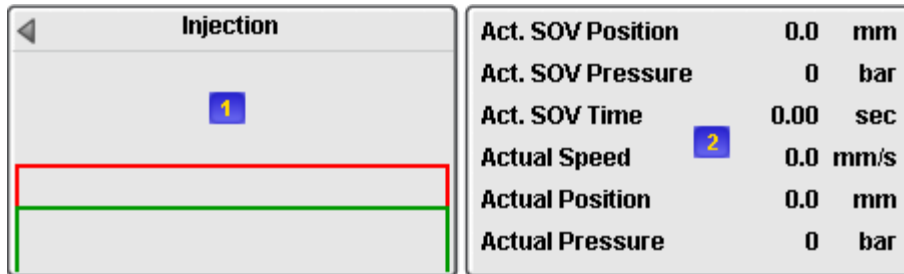 Injection
1
Act. SOV Position 0.0 mm
Act. SOV Pressure 0 bar
Act. SOV Time 0.00 sec
2
Actual Speed 0.0 mm/s
Actual Position 0.0 mm
Actual Pressure 0 bar